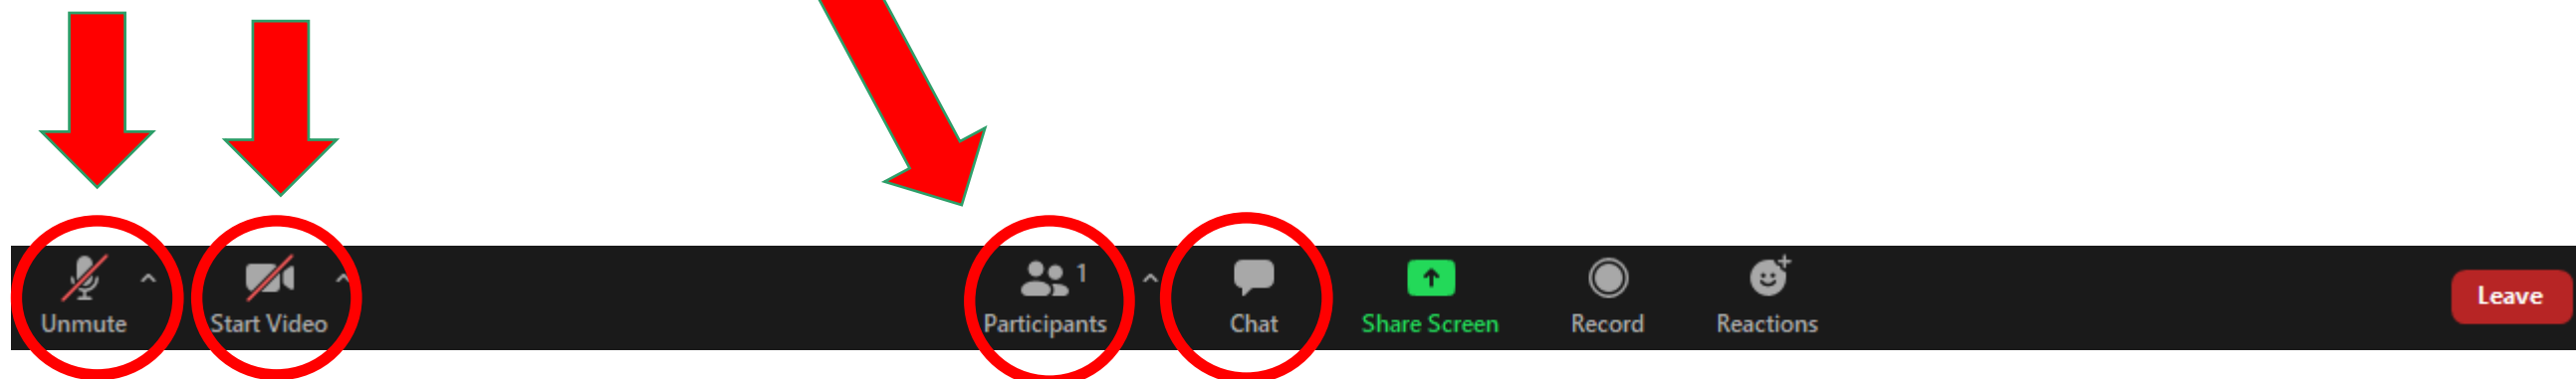 1
Unmute
Start Video
Participants
Chat
Share Screen
Record
Reactions
Leave